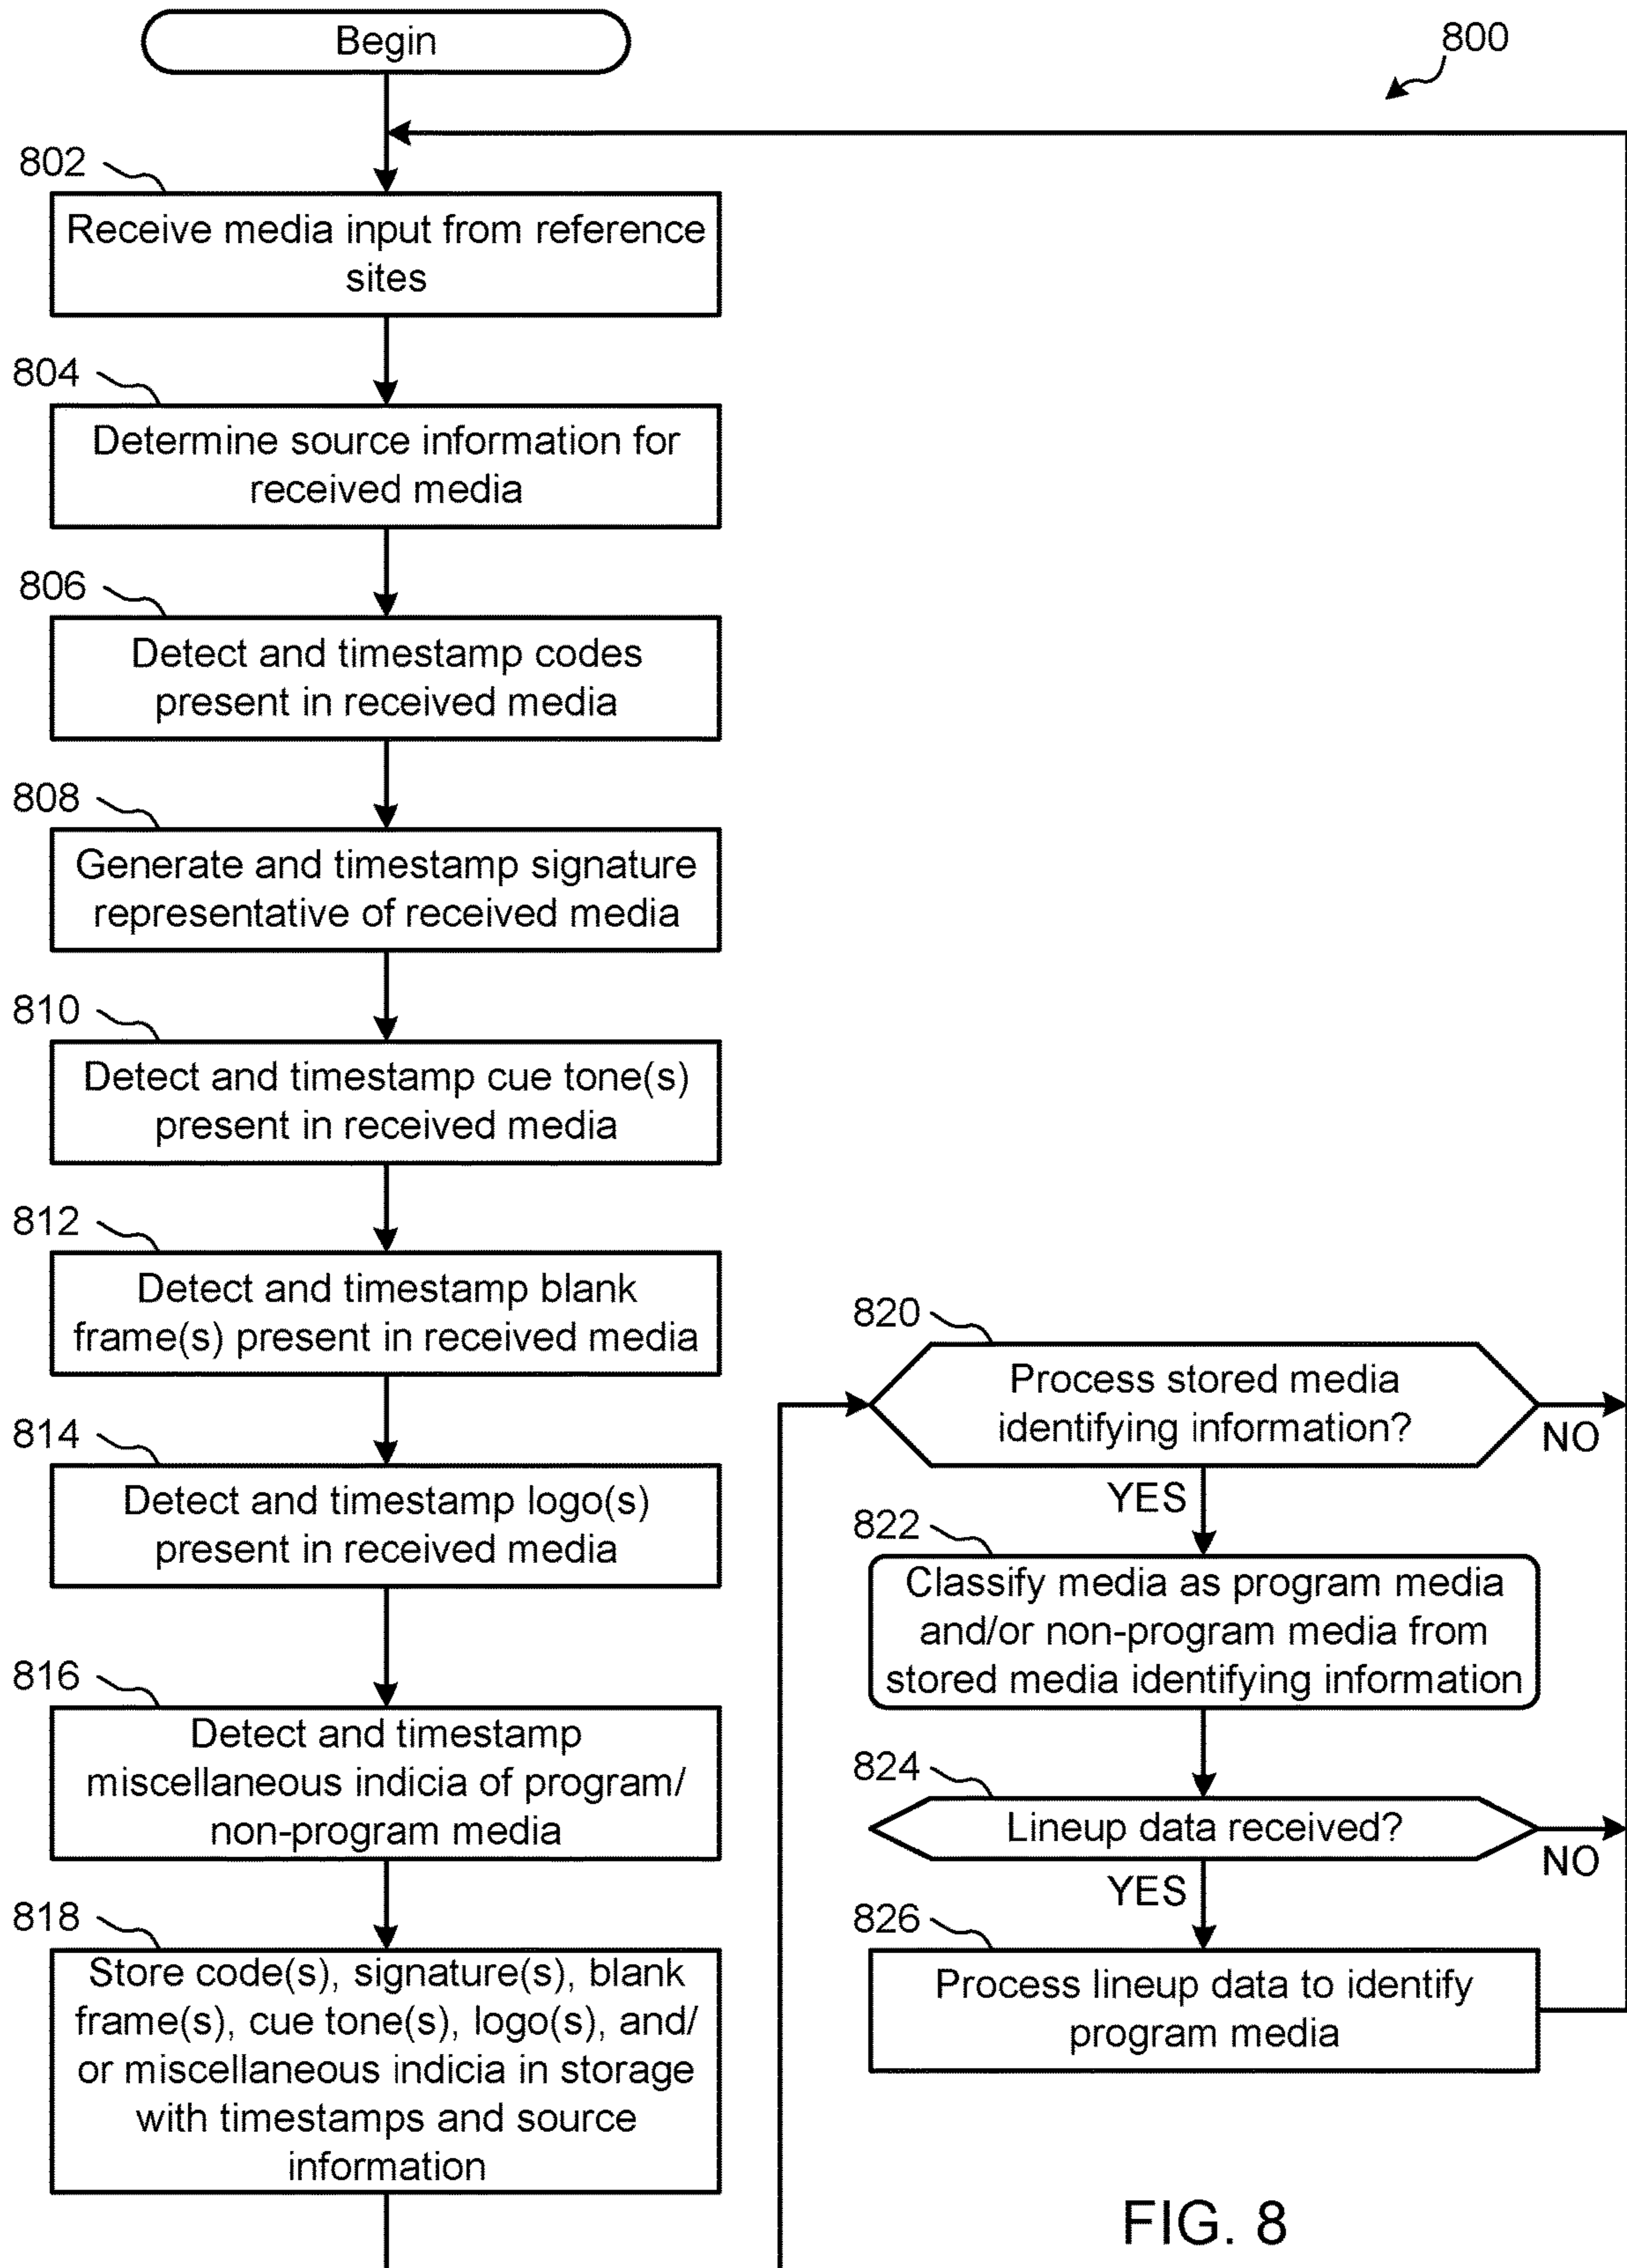 Begin
800
802
Receive media input from reference
sites
804
Determine source information for
received media
806
Detect and timestamp codes
present in received media
808
Generate and timestamp signature
representative of received media
810
Detect and timestamp cue tone(s)
present in received media
812
Detect and timestamp blank
frame(s) present in received media
814
Detect and timestamp logo(s)
present in received media
816
Detect and timestamp
miscellaneous indicia of program/
non-program media
818
Store code(s), signature(s), blank
frame(s), cue tone(s), logo(s), and/
or miscellaneous indicia in storage
with timestamps and source
information
820
Process stored media
identifying information?
NO
YES
822
Classify media as program media
and/or non-program media from
stored media identifying information
824
Lineup data received?
NO
YES
826
Process lineup data to identify
program media
FIG. 8